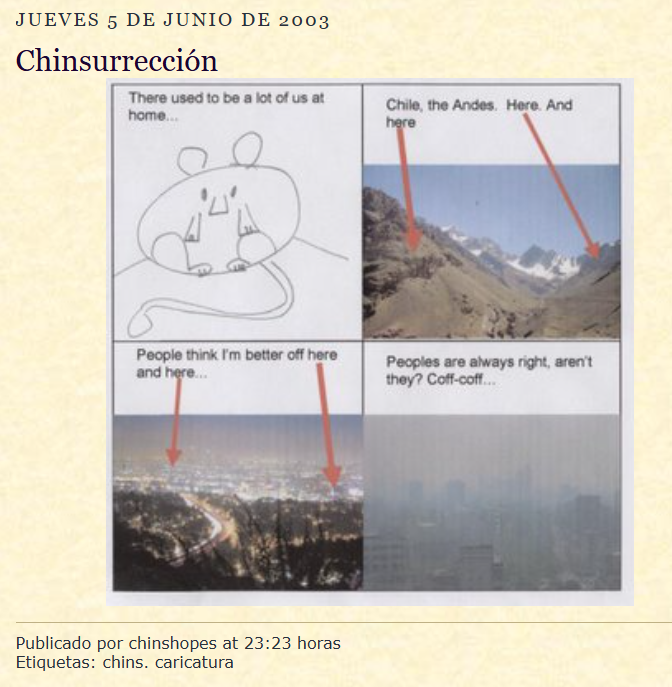 JUEVES 5 DE JUNIO DE 2003
Chinsurrección
There used to be a lot of us at
home...
Chile, the Andes. Here. And
here
People think I'm better off here
and here...
Peoples are always right, aren't
they? Coff-coff...
Publicado por chinshopes at 23:23 horas
Etiquetas: chins. caricatura